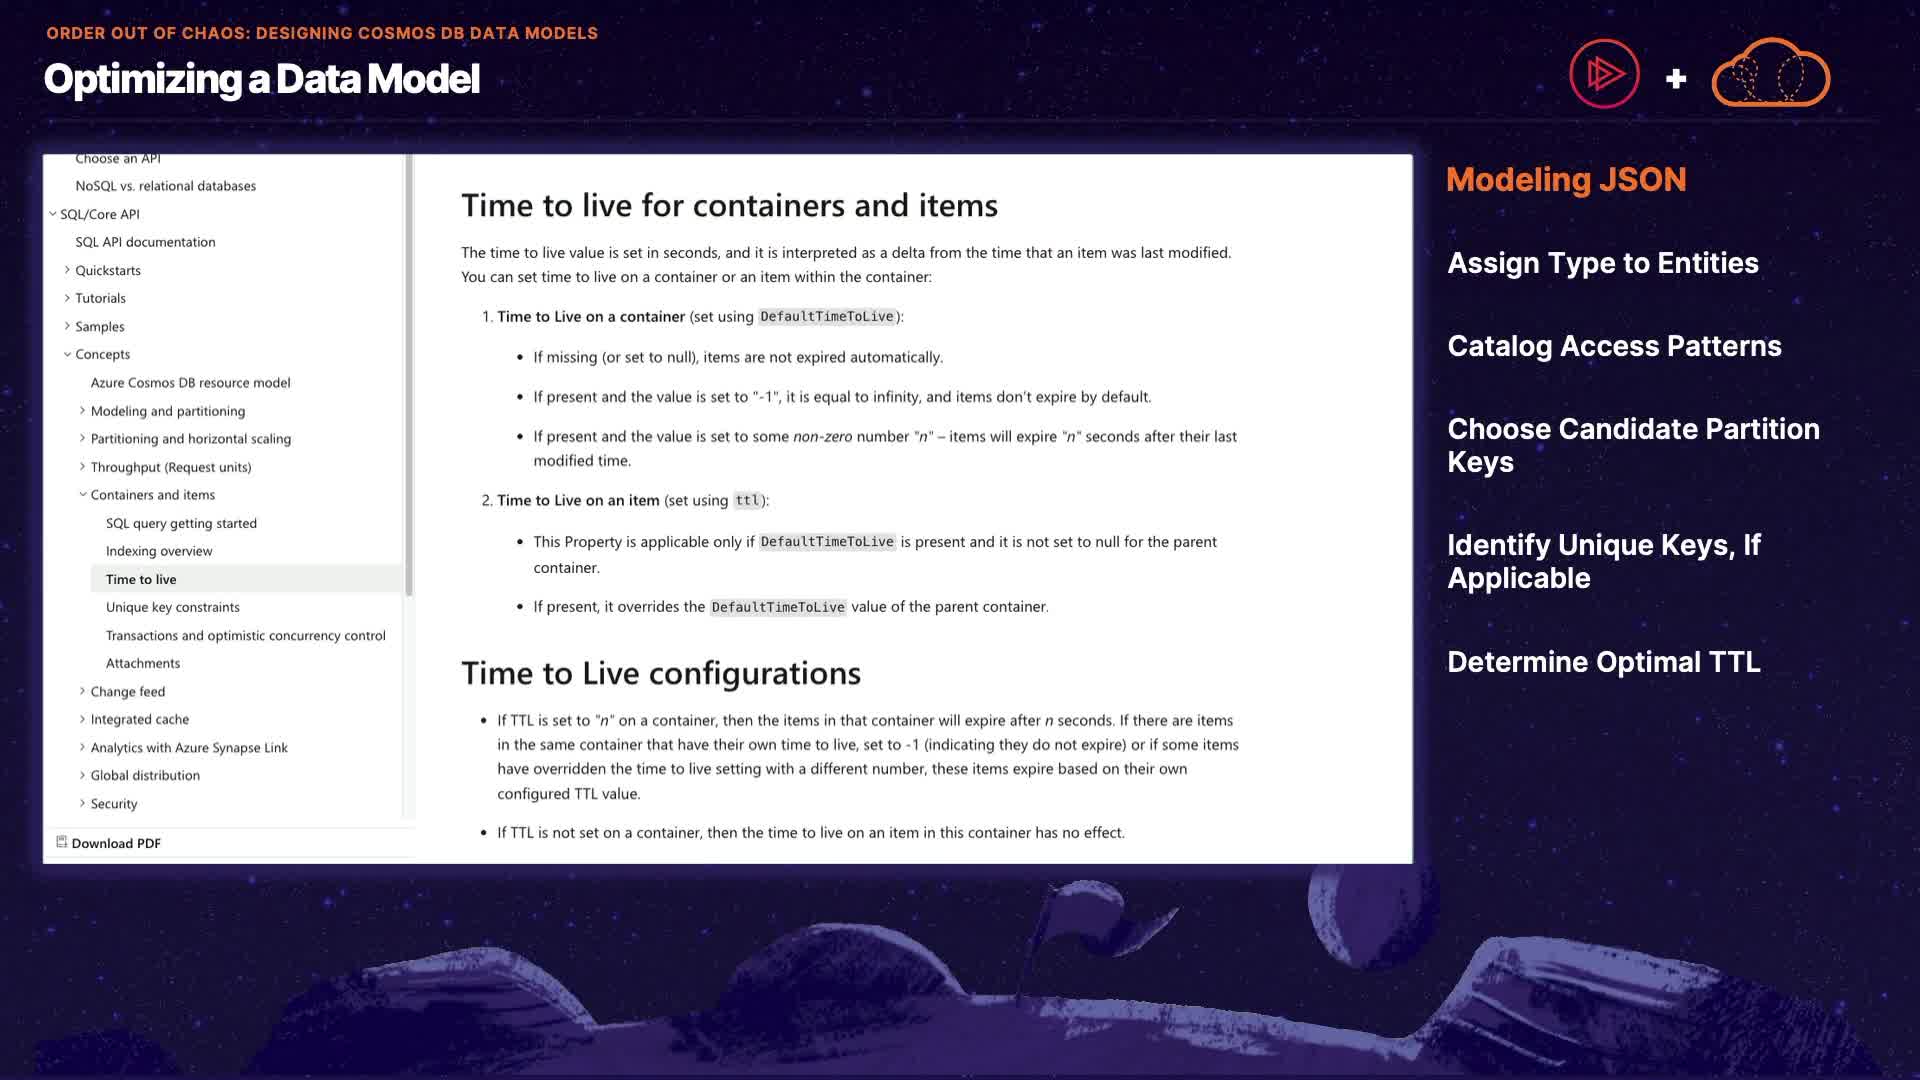 ORDER OUT OF CHAOS: DESIGNING COSMOS DB DATA MODELS
Optimizing a Data Model
+
Choose an API
NoSQL vs. relational databases
SQL/Core API
SQL API documentation
Quickstarts
Tutorials
Samples
Concepts
Azure Cosmos DB resource model
Modeling and partitioning
Partitioning and horizontal scaling
Throughput (Request units)
Containers and items
SQL query getting started
Indexing overview
Time to live
Unique key constraints
Transactions and optimistic concurrency control
Attachments
Change feed
Integrated cache
Analytics with Azure Synapse Link
Global distribution
Security
Download PDF
Time to live for containers and items
The time to live value is set in seconds, and it is interpreted as a delta from the time that an item was last modified.
You can set time to live on a container or an item within the container:
1. Time to Live on a container (set using DefaultTimeToLive):
• If missing (or set to null), items are not expired automatically.
• If present and the value is set to "-1", it is equal to infinity, and items don't expire by default.
• If present and the value is set to some non-zero number "n" – items will expire "n" seconds after their last
modified time.
2. Time to Live on an item (set using ttl):
• This Property is applicable only if DefaultTimeToLive is present and it is not set to null for the parent
container.
• If present, it overrides the DefaultTimeToLive value of the parent container.
Time to Live configurations
• If TTL is set to "n" on a container, then the items in that container will expire after n seconds. If there are items
in the same container that have their own time to live, set to -1 (indicating they do not expire) or if some items
have overridden the time to live setting with a different number, these items expire based on their own
configured TTL value.
• If TTL is not set on a container, then the time to live on an item in this container has no effect.
Modeling JSON
Assign Type to Entities
Catalog Access Patterns
Choose Candidate Partition
Keys
Identify Unique Keys, If
Applicable
Determine Optimal TTL